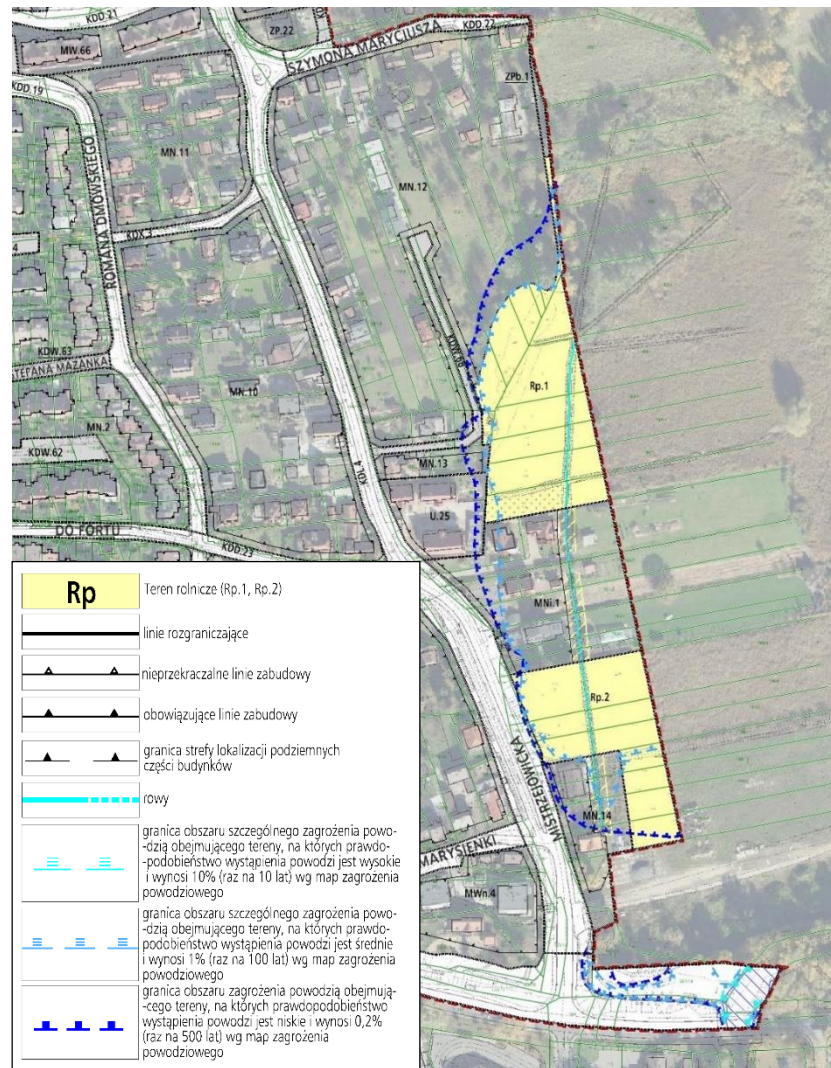 KDD.21
ZP.22
KDD.22
MW.66
SZYMONA MARYCIUSZA
ZPb.1
KDD.19
MN.11
ROMANA DMOWSKIEGO
MN.12
KDX.3
KDW.63
STEFANA MAZANKA
MN.10
Rp.1
MN.2
KDW.62
KDL.4
MN.13
U.25
DO FORTU
KDD.23
MNi.1
Rp.2
MISTRZEJOWICKA
MN.14
MARYSIEŃKI
MWn.4
Rp
Teren rolnicze (Rp.1, Rp.2)
linie rozgraniczające
nieprzekraczalne linie zabudowy
obowiązujące linie zabudowy
granica strefy lokalizacji podziemnych
części budynków
rowy
granica obszaru szczególnego zagrożenia powo-
-dzią obejmującego tereny, na których prawdo-
-podobieństwo wystąpienia powodzi jest wysokie
i wynosi 10% (raz na 10 lat) wg map zagrożenia
powodziowego
granica obszaru szczególnego zagrożenia powo-
-dzią obejmującego tereny, na których prawdo-
podobieństwo wystąpienia powodzi jest średnie
i wynosi 1% (raz na 100 lat) wg map zagrożenia
powodziowego
granica obszaru zagrożenia powodzią obejmują-
-cego tereny, na których prawdopodobieństwo
wystąpienia powodzi jest niskie i wynosi 0,2%
(raz na 500 lat) wg map zagrożenia
powodziowego